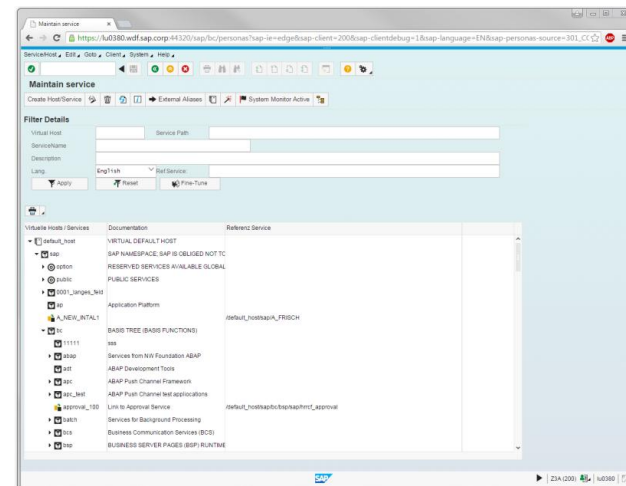 Maintain service
https://lu0380.wdf.sap.corp:44320/sap/bc/personas?sap-ie=edge&sap-client=200&sap-clientdebug=1&sap-language=EN&sap-personas-source=301_CC
Service/Host Edit Goto Client System Help
Maintain service
Create Host/Service External Aliases System Monitor Active
Filter Details
Virtual Host Service Path
ServiceName
Description
Lang. English Ref.Service:
Apply Reset Fine-Tune
Virtuelle Hosts / Services Documentation Referenz Service
default_host VIRTUAL DEFAULT HOST
sap SAP NAMESPACE; SAP IS OBLIGED NOT TO
option RESERVED SERVICES AVAILABLE GLOBAL
public PUBLIC SERVICES
0001_langes_feld
ap Application Platform
A_NEW_INTAL1 /default_host/sap/A_FRISCH
bc BASIS TREE (BASIS FUNCTIONS)
11111 sss
abap Services from NW Foundation ABAP
adt ABAP Development Tools
apc ABAP Push Channel Framework
apc_test ABAP Push Channel test applocations
approval_180 Link to Approval Service /default_host/sap/bc/bsp/sap/hrrcf_approval
batch Services for Background Processing
bcs Business Communication Services (BCS)
bsp BUSINESS SERVER PAGES (BSP) RUNTIME
SAP Z3A (200) lu0380